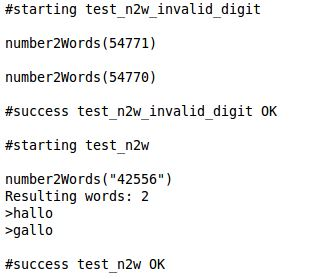 #starting test_n2w_invalid_digit
number2Words(54771)
number2Words(54770)
#success test_n2w_invalid_digit OK
#starting test_n2w
number2Words("42556")
Resulting words: 2
>hallo
>gallo
#success test_n2w OK